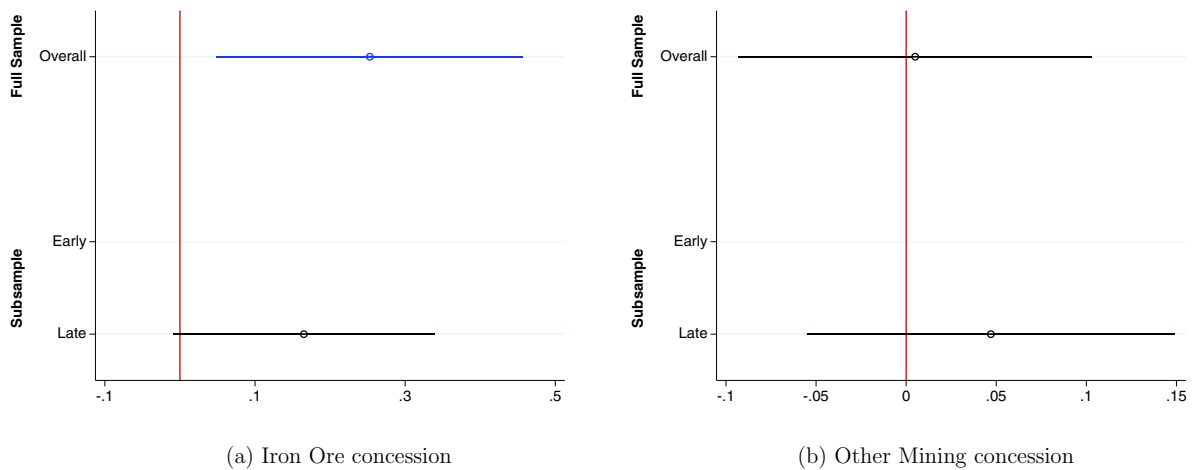 Full Sample
Overall
Early
Subsample
Late
-.1 .1 .3 .5
(a) Iron Ore concession
Full Sample
Overall
Early
Subsample
Late
-.1 -.05 0 .05 .1 .15
(b) Other Mining concession